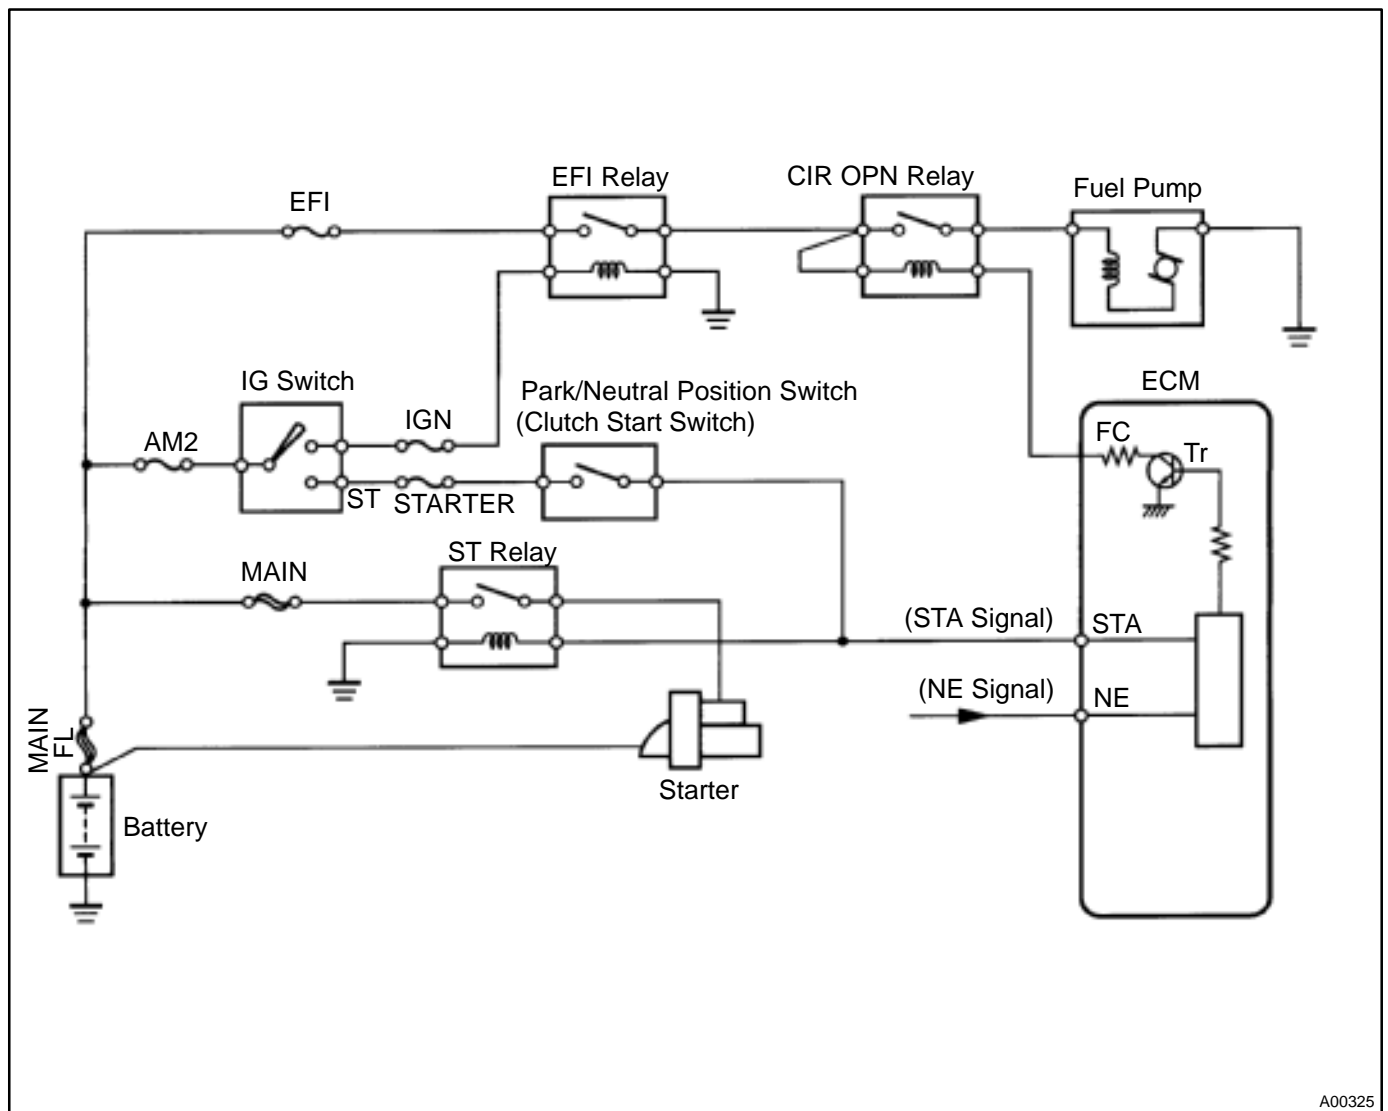 EFI
EFI Relay
CIR OPN Relay
Fuel Pump
IG Switch
AM2
IGN
ST
STARTER
Park/Neutral Position Switch
(Clutch Start Switch)
ECM
FC
Tr
MAIN
ST Relay
(STA Signal)
STA
(NE Signal)
NE
MAIN
FL
Starter
Battery
A00325